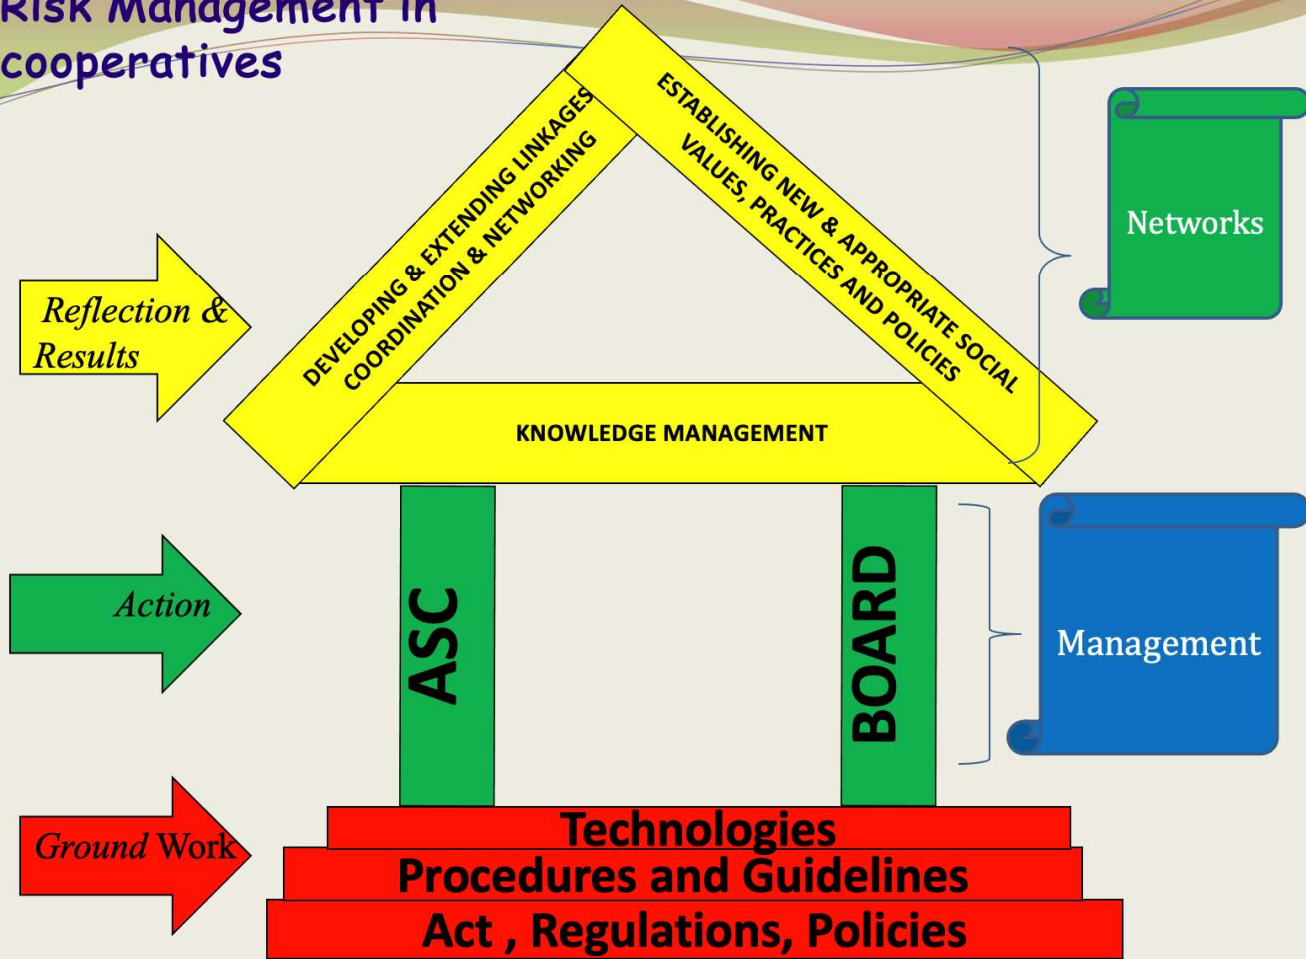 Risk Management in
cooperatives
DEVELOPING & EXTENDING LINKAGES
COORDINATION & NETWORKING
ESTABLISHING NEW & APPROPRIATE SOCIAL
VALUES, PRACTICES AND POLICIES
Networks
Reflection &
Results
KNOWLEDGE MANAGEMENT
Action
ASC
BOARD
Management
Ground Work
Technologies
Procedures and Guidelines
Act , Regulations, Policies